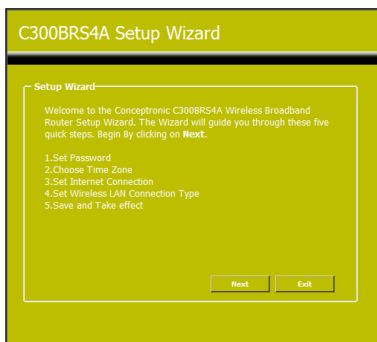 C300BRS4A Setup Wizard
Setup Wizard
Welcome to the Conceptronic C300BRS4A Wireless Broadband
Router Setup Wizard. The Wizard will guide you through these five
quick steps. Begin By clicking on Next.
1.Set Password
2.Choose Time Zone
3.Set Internet Connection
4.Set Wireless LAN Connection Type
5.Save and Take effect
Next Exit